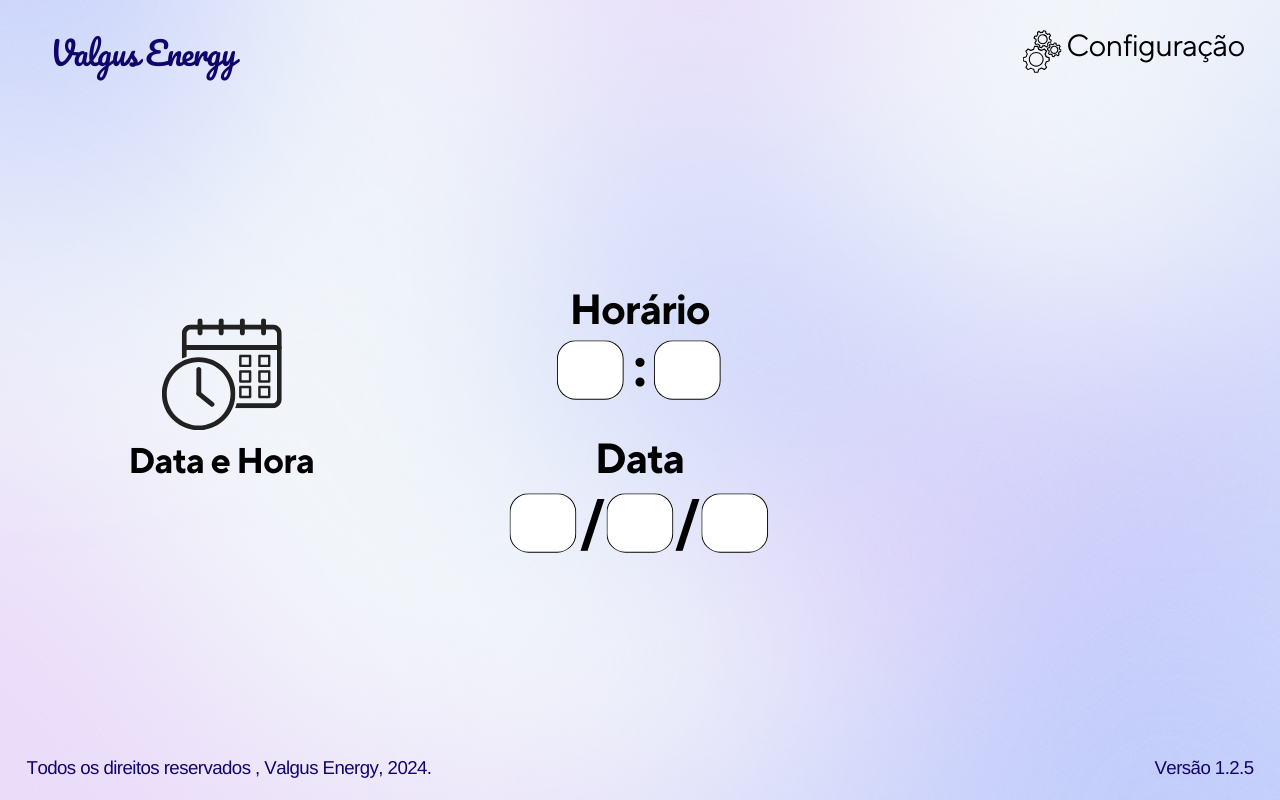 Valgus Energy
Configuração
Horário
:
Data e Hora
Data
/ /
Todos os direitos reservados , Valgus Energy, 2024.
Versão 1.2.5